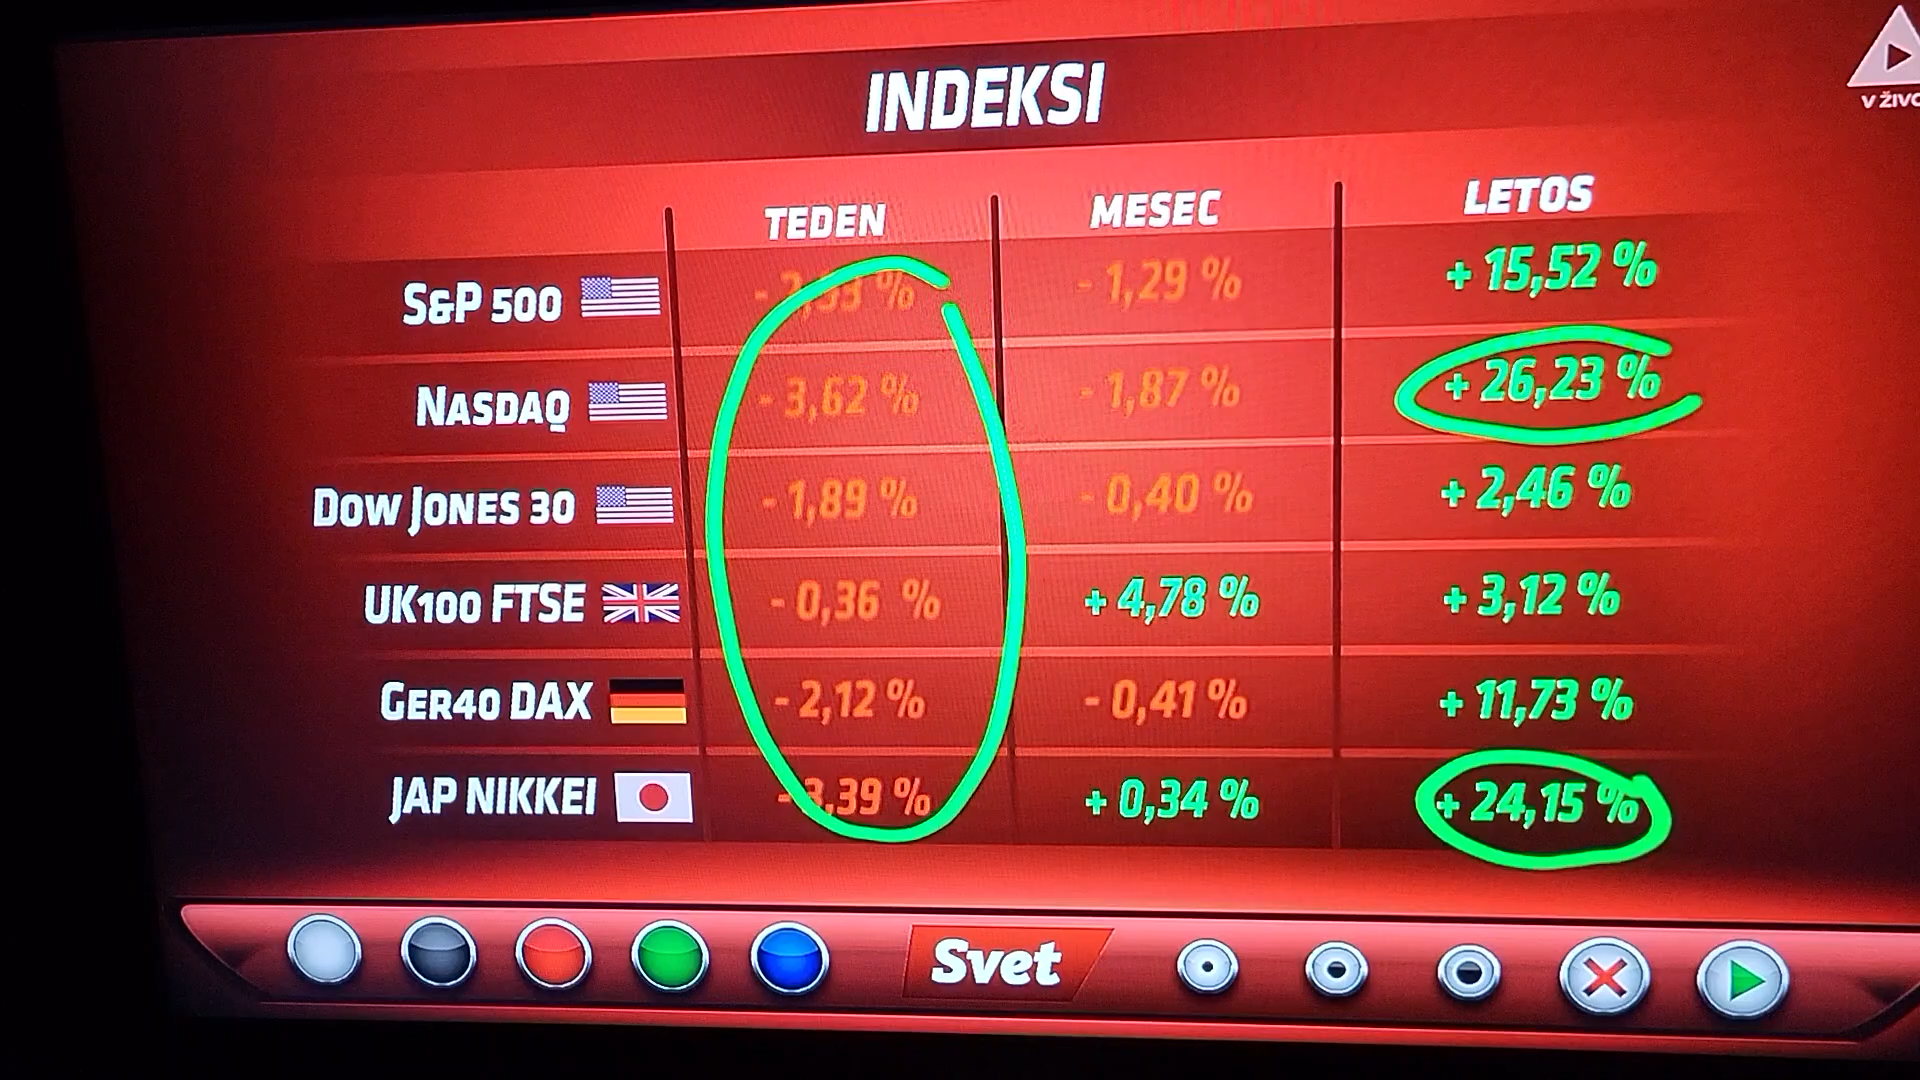 INDEKSI
V ŽIVO
TEDEN MESEC LETOS
S&P 500 - 1,29 % + 15,52 %
NASDAQ - 3,62 % - 1,87 % + 26,23 %
DOW JONES 30 - 1,89 % - 0,40 % + 2,46 %
UK100 FTSE - 0,36 % + 4,78 % + 3,12 %
GER40 DAX - 2,12 % - 0,41 % + 11,73 %
JAP NIKKEI - 3,39 % + 0,34 % + 24,15 %
Svet